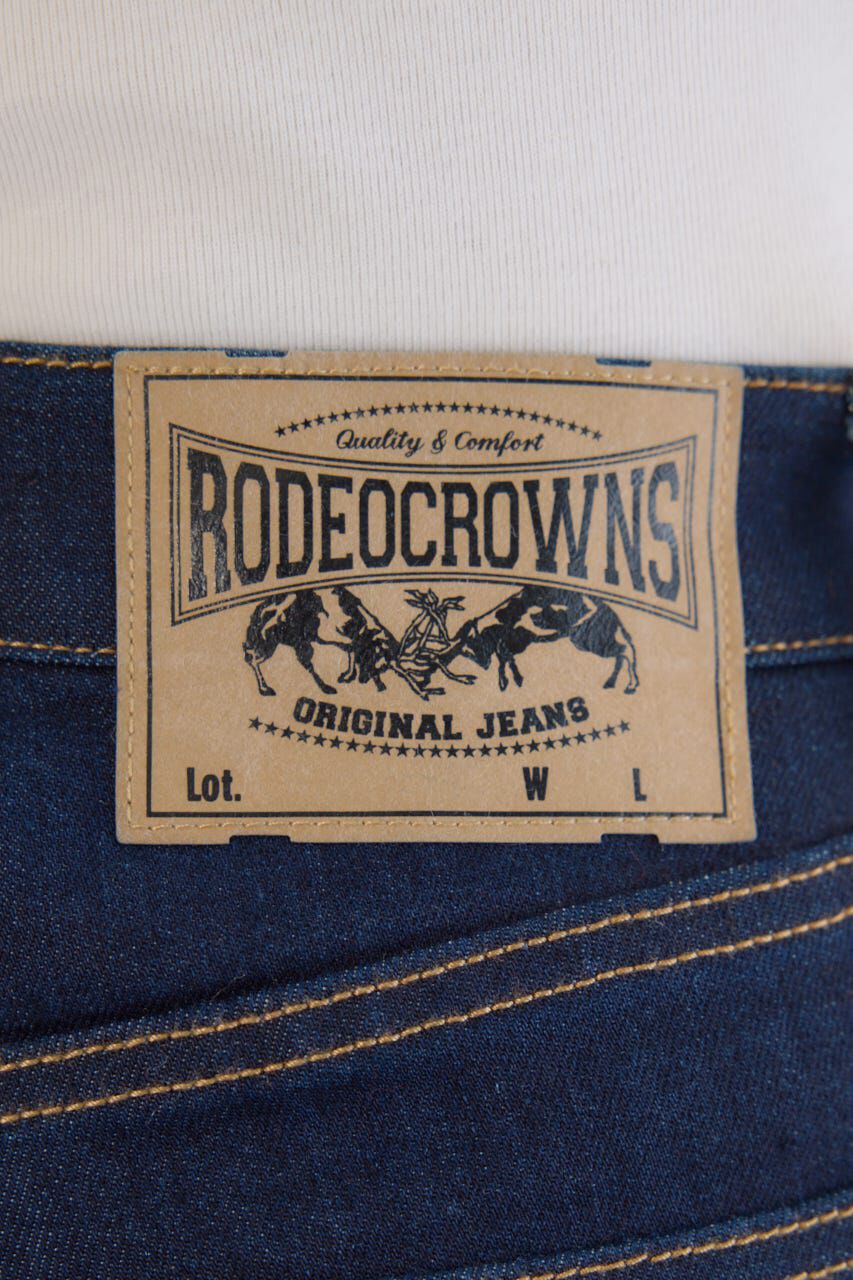 Quality & Comfort
RODEOCROWNS
ORIGINAL JEANS
Lot. W L